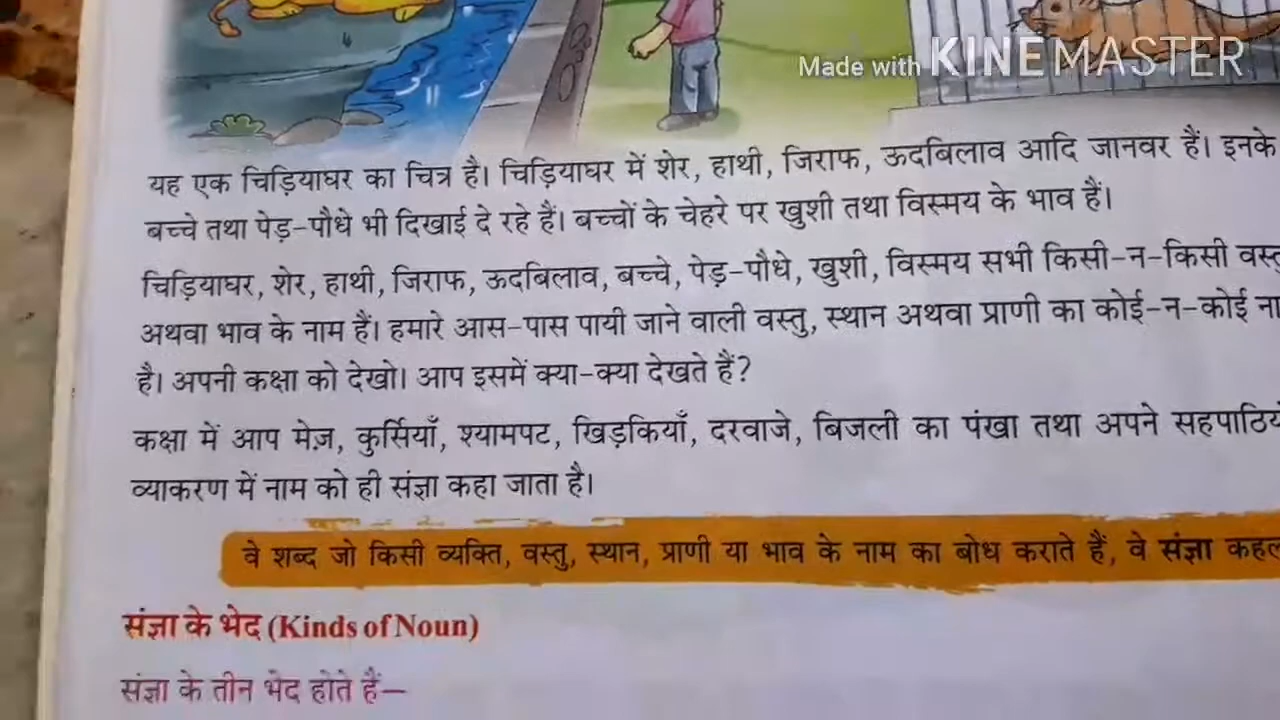 Made with KINEMASTER
यह एक चिड़ियाघर का चित्र है। चिड़ियाघर में शेर, हाथी, जिराफ, ऊदबिलाव आदि जानवर हैं। इनके
बच्चे तथा पेड़-पौधे भी दिखाई दे रहे हैं। बच्चों के चेहरे पर खुशी तथा विस्मय के भाव हैं।
चिड़ियाघर, शेर, हाथी, जिराफ, ऊदबिलाव, बच्चे, पेड़-पौधे, खुशी, विस्मय सभी किसी-न-किसी
अथवा भाव के नाम हैं। हमारे आस-पास पायी जाने वाली वस्तु, स्थान अथवा प्राणी का कोई-न-कोई
है। अपनी कक्षा को देखो। आप इसमें क्या-क्या देखते हैं?
कक्षा में आप मेज़, कुर्सियाँ, श्यामपट, खिड़कियाँ, दरवाजे, बिजली का पंखा तथा अपने
व्याकरण में नाम को ही संज्ञा कहा जाता है।
वे शब्द जो किसी व्यक्ति, वस्तु, स्थान, प्राणी या भाव के नाम का बोध कराते हैं, वे संज्ञा
संज्ञा के भेद (Kinds of Noun)
संज्ञा के तीन भेद होते हैं—